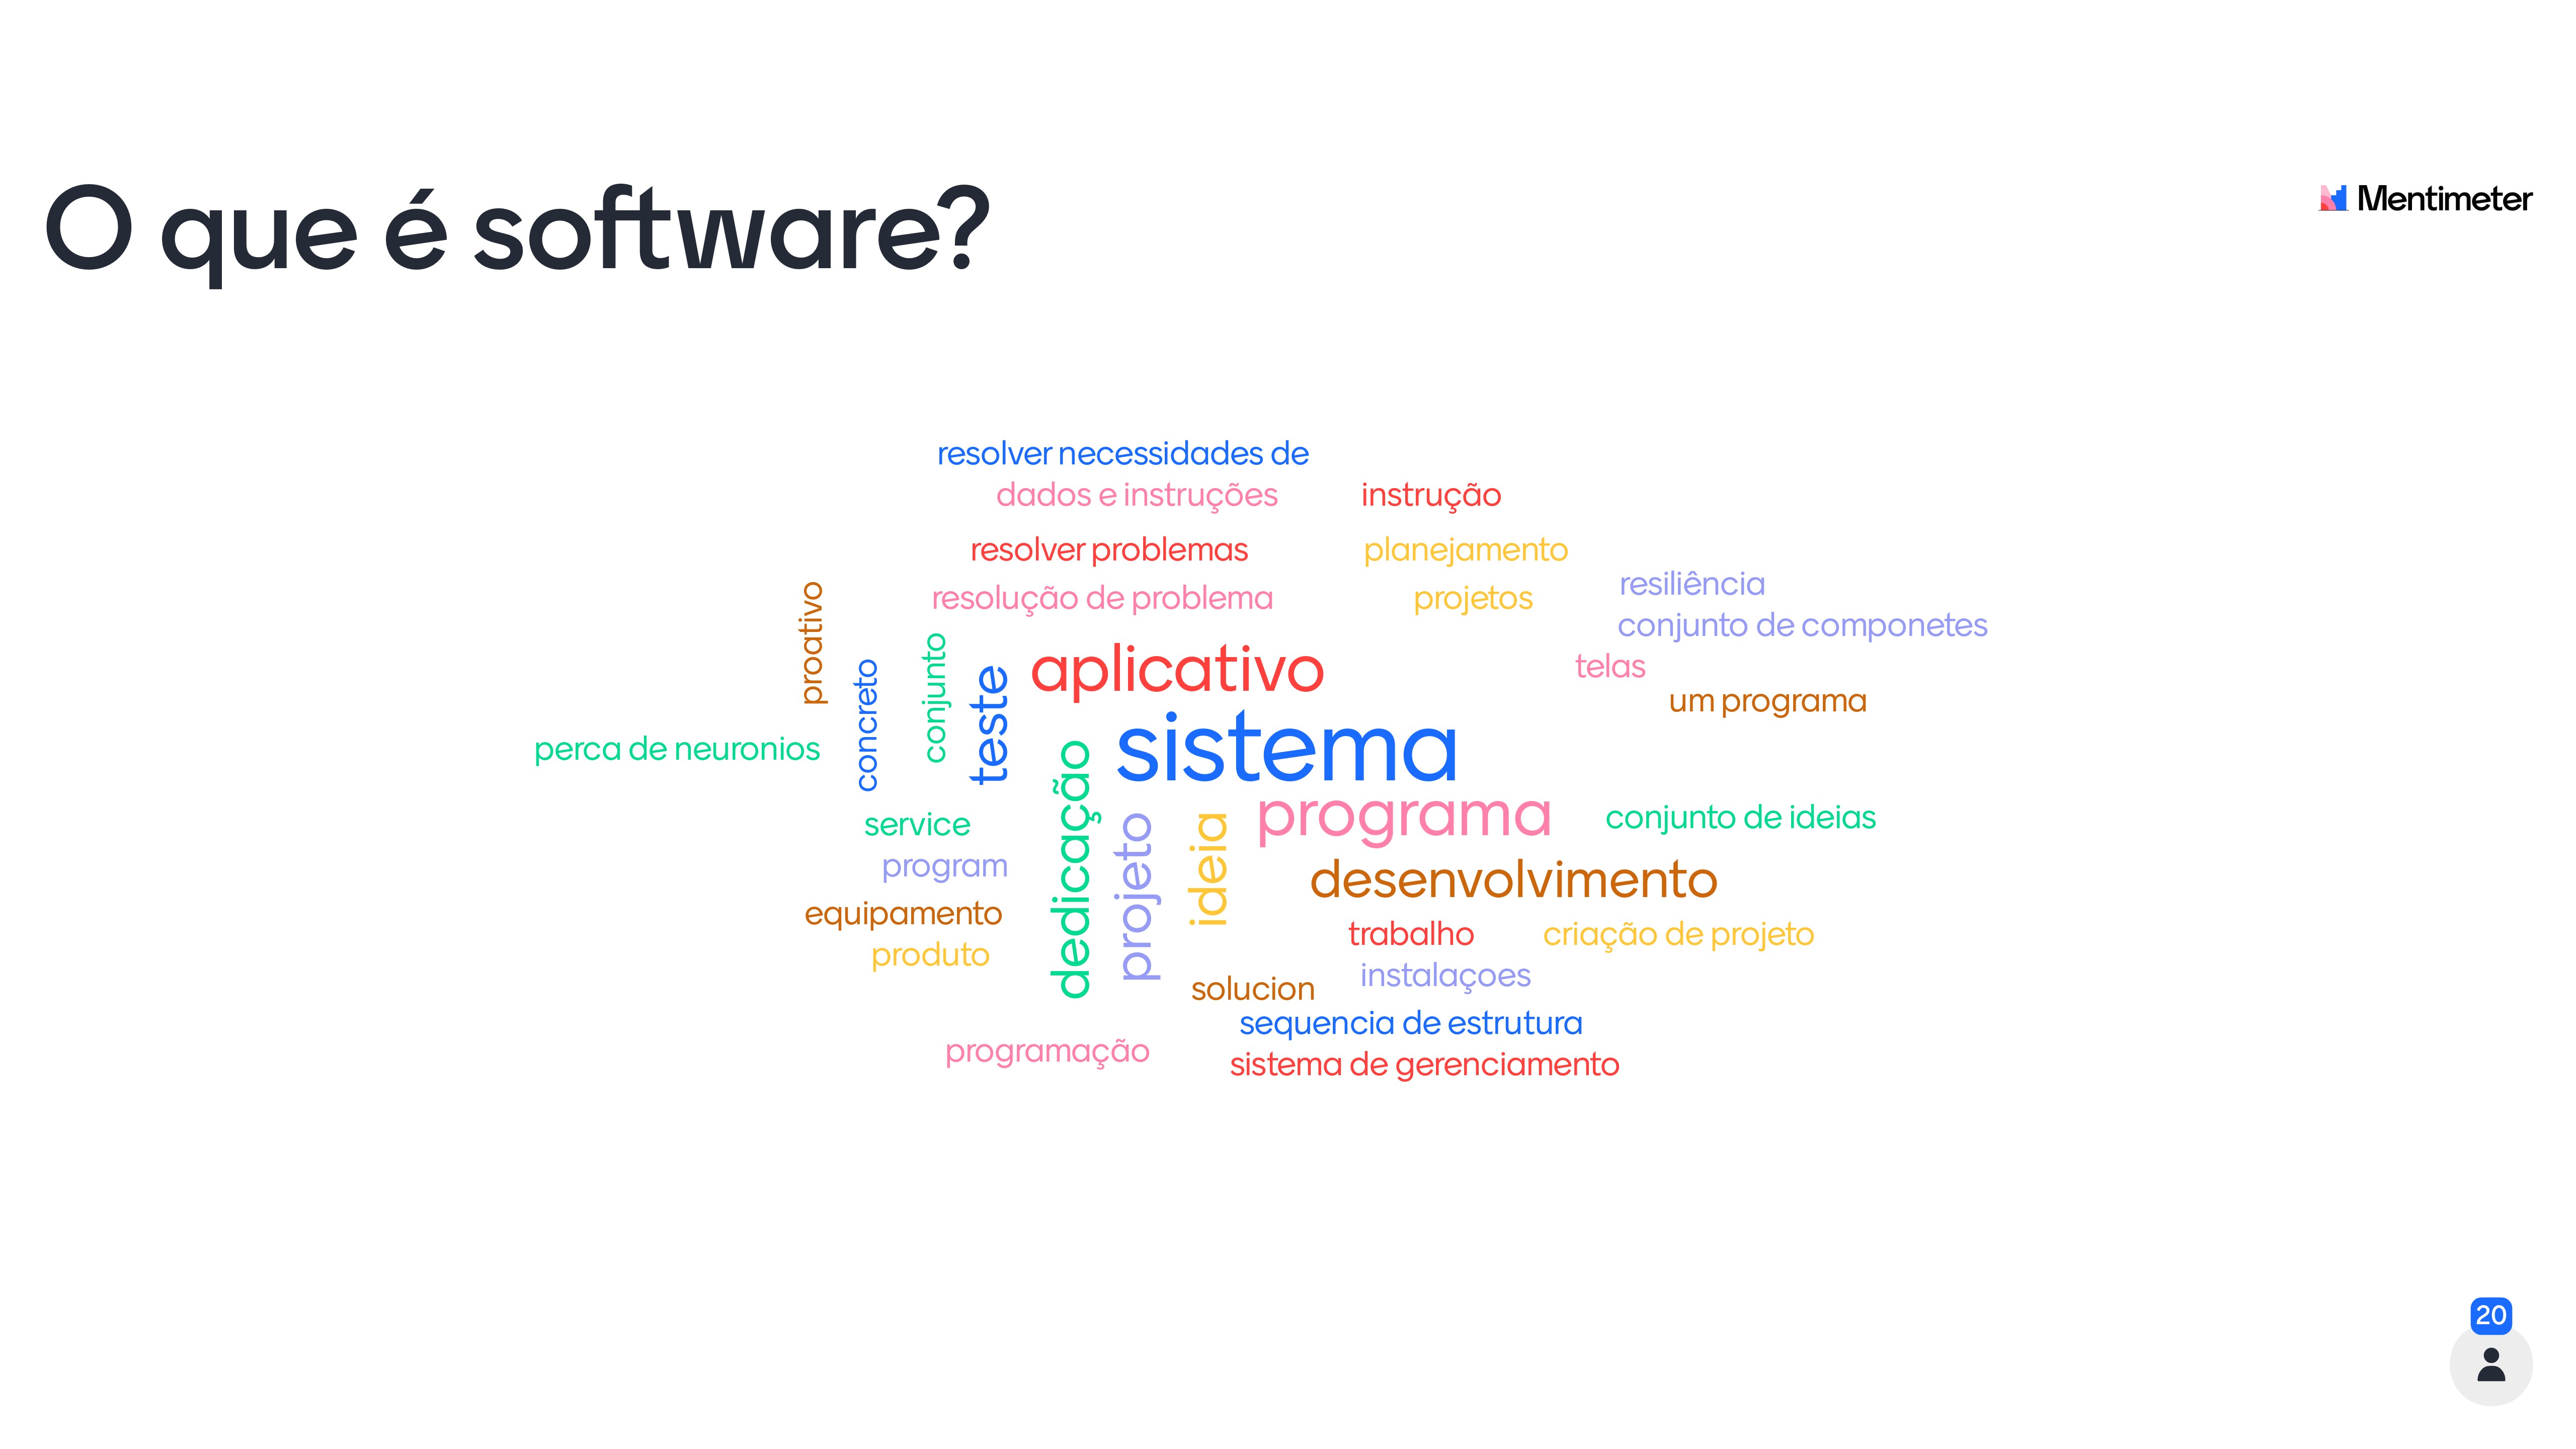 O que é software?
Mentimeter
resolver necessidades de
dados e instruções
instrução
resolver problemas
planejamento
resolução de problema
projetos
resiliência
conjunto de componetes
proativo
concreto
conjunto
teste
aplicativo
telas
um programa
perca de neuronios
sistema
dedicação
projeto
ideia
programa
conjunto de ideias
service
program
desenvolvimento
equipamento
produto
trabalho
criação de projeto
instalaçoes
solucion
sequencia de estrutura
programação
sistema de gerenciamento
20